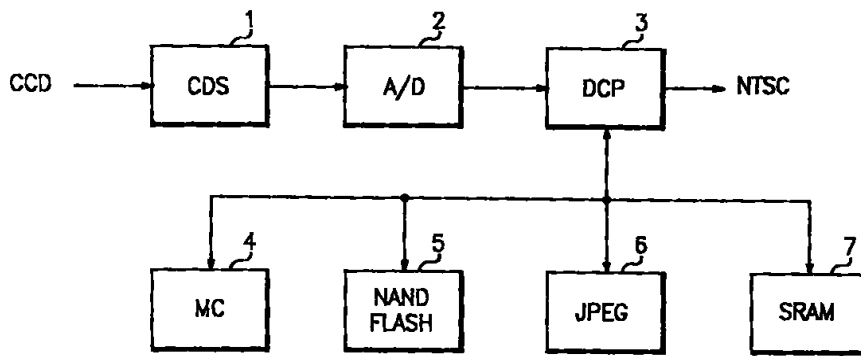 1
2
3
CCD
CDS
A/D
DCP
NTSC
4
5
6
7
MC
NAND
FLASH
JPEG
SRAM